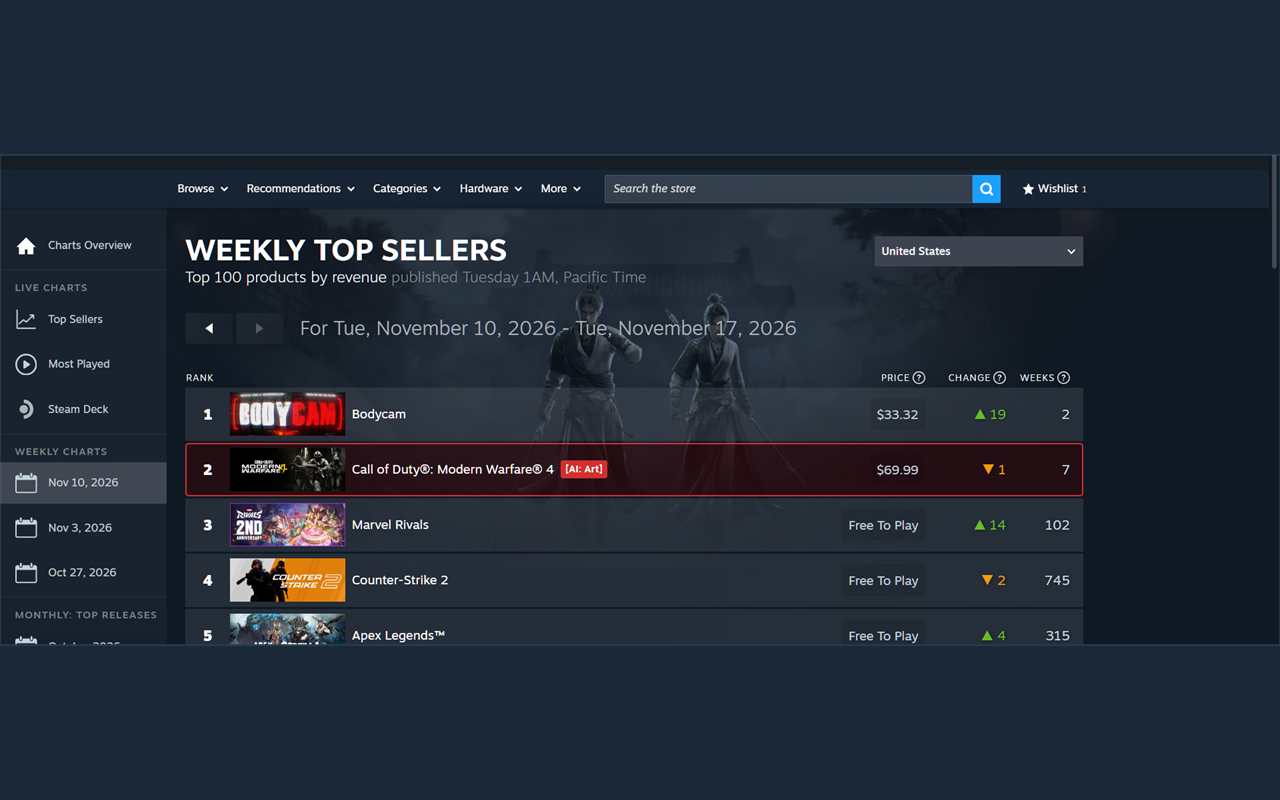 Browse Recommendations Categories Hardware More Search the store Wishlist 1
Charts Overview
LIVE CHARTS
Top Sellers
Most Played
Steam Deck
WEEKLY CHARTS
Nov 10, 2026
Nov 3, 2026
Oct 27, 2026
MONTHLY: TOP RELEASES
WEEKLY TOP SELLERS
United States
Top 100 products by revenue published Tuesday 1AM, Pacific Time
For Tue, November 10, 2026 - Tue, November 17, 2026
RANK PRICE ? CHANGE ? WEEKS ?
1 BODYCAM Bodycam $33.32 ▲ 19 2
2 CALL OF DUTY MODERN WARFARE 4 Call of Duty®: Modern Warfare® 4 [AI: Art] $69.99 ▼ 1 7
3 MARVEL RIVALS 2ND ANNIVERSARY Marvel Rivals Free To Play ▲ 14 102
4 COUNTER STRIKE 2 Counter-Strike 2 Free To Play ▼ 2 745
5 Apex Legends™ Free To Play ▲ 4 315